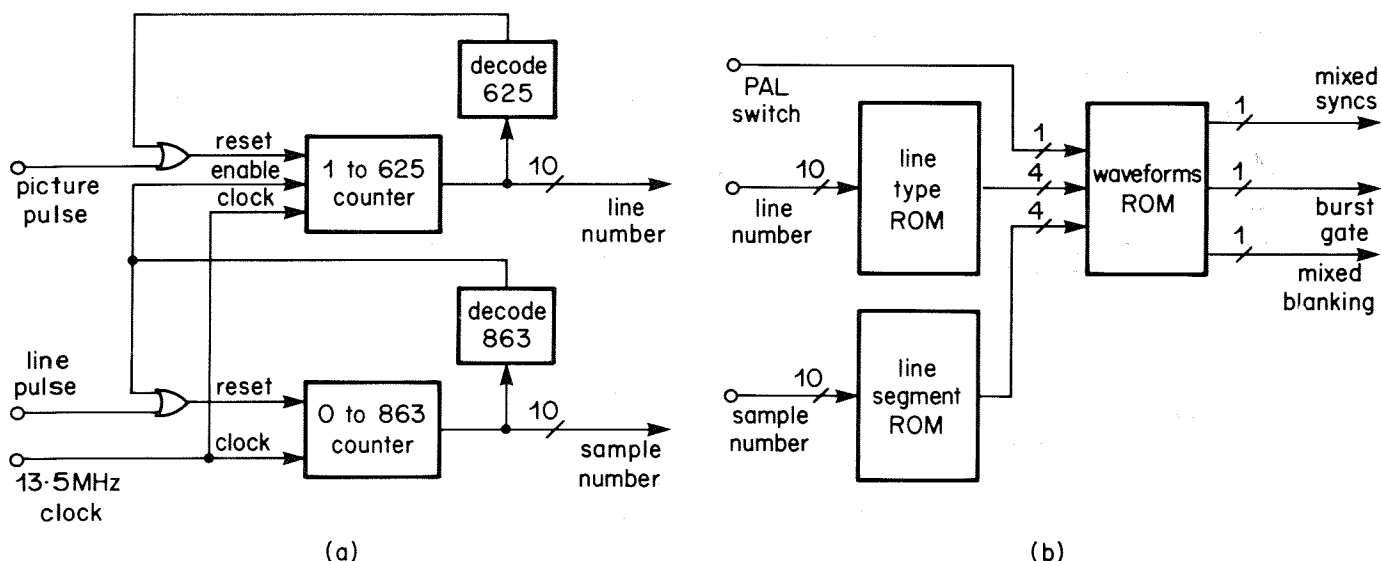 decode
625
reset
enable
clock
picture
pulse
1 to 625
counter
10
line
number
decode
863
line
pulse
reset
clock
13·5MHz
clock
0 to 863
counter
10
sample
number
(a)
PAL
switch
10
line
number
line
type
ROM
10
sample
number
line
segment
ROM
1
4
4
waveforms
ROM
1
mixed
syncs
1
burst
gate
1
mixed
blanking
(b)